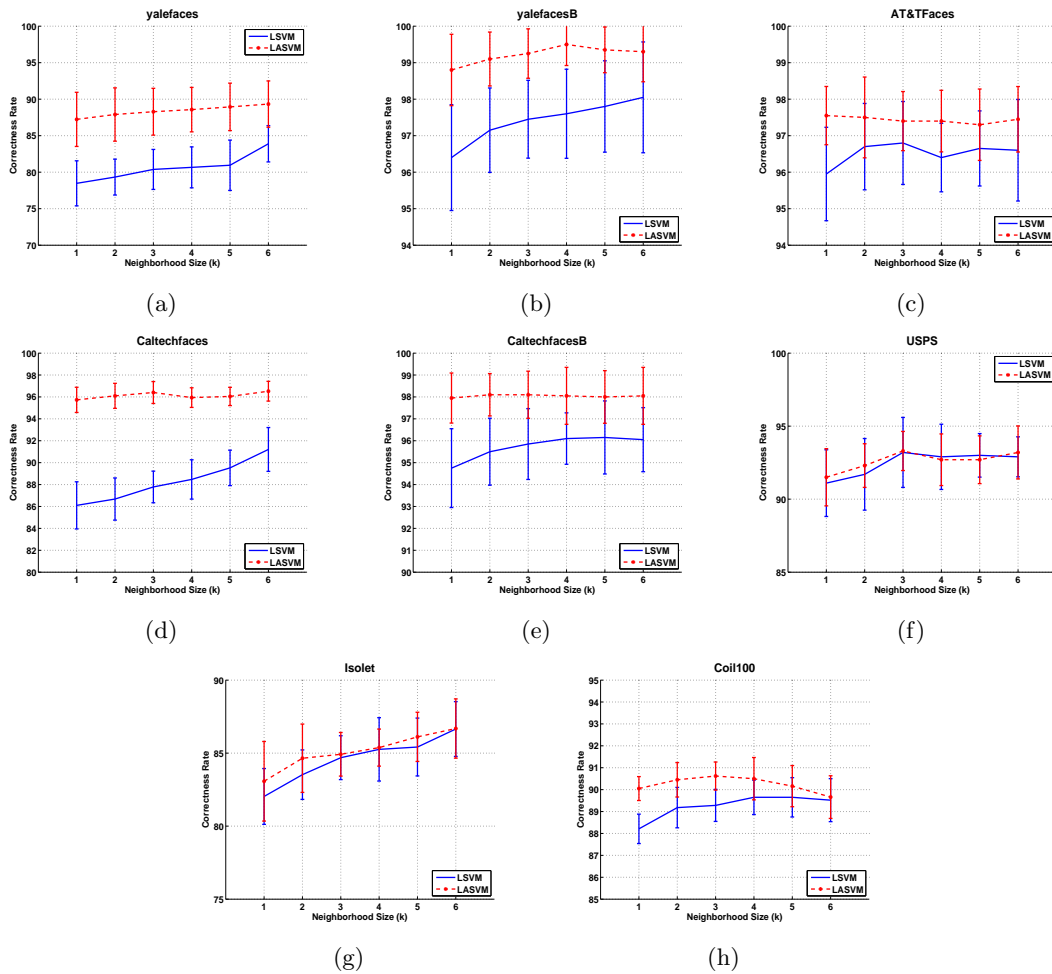 yalefaces
100
95
90
85
80
75
70
Correctness Rate
1 2 3 4 5 6
Neighborhood Size (k)
LSVM
LASVM
(a)
yalefacesB
100
99
98
97
96
95
94
Correctness Rate
1 2 3 4 5 6
Neighborhood Size (k)
LSVM
LASVM
(b)
AT&TFaces
100
99
98
97
96
95
94
Correctness Rate
1 2 3 4 5 6
Neighborhood Size (k)
LSVM
LASVM
(c)
Caltechfaces
100
98
96
94
92
90
88
86
84
82
80
Correctness Rate
1 2 3 4 5 6
Neighborhood Size (k)
LSVM
LASVM
(d)
CaltechfacesB
100
99
98
97
96
95
94
93
92
91
90
Correctness Rate
1 2 3 4 5 6
Neighborhood Size (k)
LSVM
LASVM
(e)
USPS
100
95
90
85
Correctness Rate
1 2 3 4 5 6
Neighborhood Size (k)
LSVM
LASVM
(f)
Isolet
90
85
80
75
Correctness Rate
1 2 3 4 5 6
Neighborhood Size (k)
LSVM
LASVM
(g)
Coil100
95
94
93
92
91
90
89
88
87
86
85
Correctness Rate
1 2 3 4 5 6
Neighborhood Size (k)
LSVM
LASVM
(h)